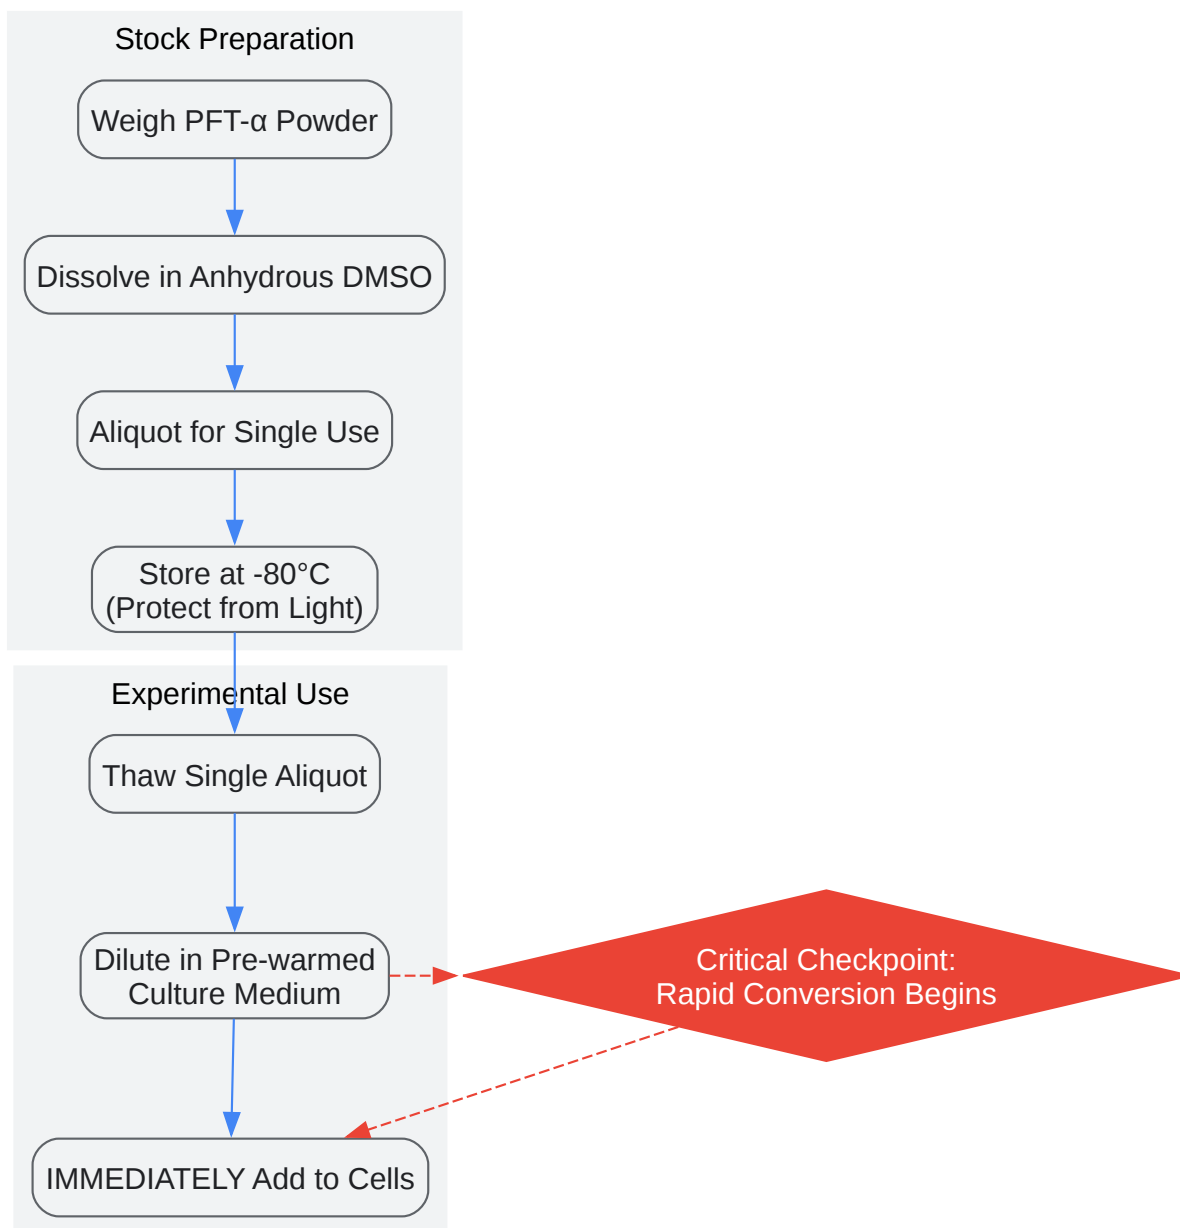 Stock Preparation
Weigh PFT-α Powder
Dissolve in Anhydrous DMSO
Aliquot for Single Use
Store at -80°C
(Protect from Light)
Experimental Use
Thaw Single Aliquot
Dilute in Pre-warmed
Culture Medium
Critical Checkpoint:
Rapid Conversion Begins
IMMEDIATELY Add to Cells